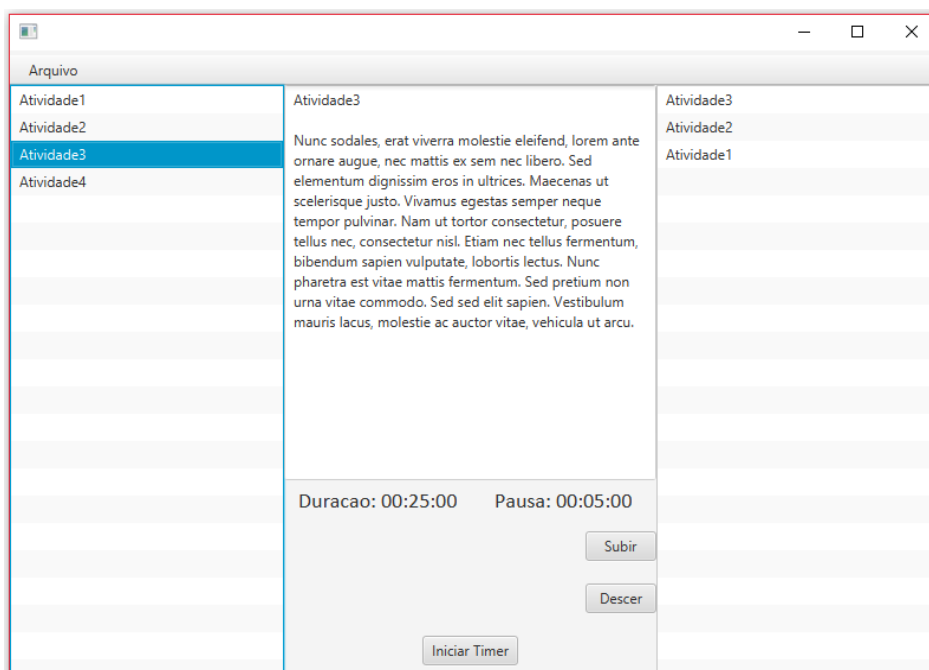 Arquivo
Atividade1
Atividade2
Atividade3
Atividade4
Atividade3
Nunc sodales, erat viverra molestie eleifend, lorem ante
ornare augue, nec mattis ex sem nec libero. Sed
elementum dignissim eros in ultrices. Maecenas ut
scelerisque justo. Vivamus egestas semper neque
tempor pulvinar. Nam ut tortor consectetur, posuere
tellus nec, consectetur nisl. Etiam nec tellus fermentum,
bibendum sapien vulputate, lobortis lectus. Nunc
pharetra est vitae mattis fermentum. Sed pretium non
urna vitae commodo. Sed sed elit sapien. Vestibulum
mauris lacus, molestie ac auctor vitae, vehicula ut arcu.
Duracao: 00:25:00 Pausa: 00:05:00
Subir
Descer
Iniciar Timer
Atividade3
Atividade2
Atividade1